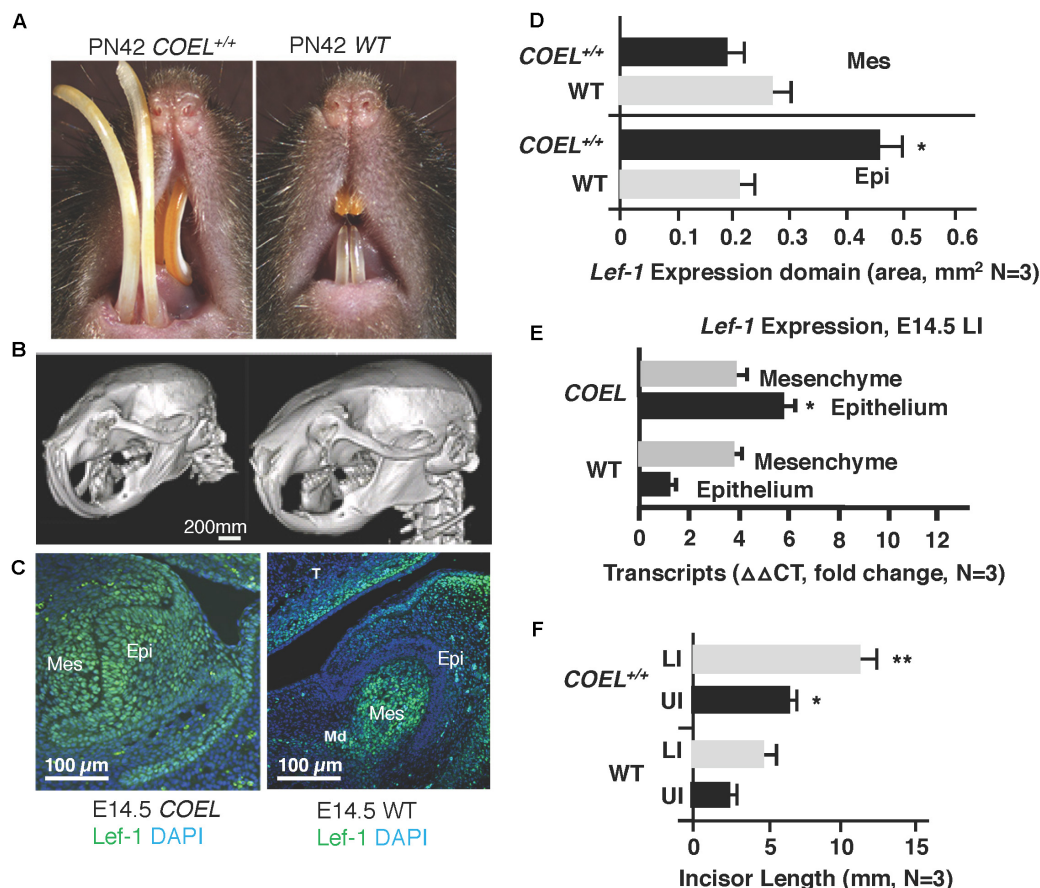 A
PN42 COEL+/+
PN42 WT
B
200mm
C
Mes
Epi
100 µm
T
Epi
Mes
Md
100 µm
E14.5 COEL
Lef-1 DAPI
E14.5 WT
Lef-1 DAPI
D
COEL+/+
Mes
WT
COEL+/+
*
WT
Epi
0 0.1 0.2 0.3 0.4 0.5 0.6
Lef-1 Expression domain (area, mm² N=3)
E
Lef-1 Expression, E14.5 LI
COEL
Mesenchyme
* Epithelium
WT
Mesenchyme
Epithelium
0 2 4 6 8 10 12
Transcripts (△△CT, fold change, N=3)
F
COEL+/+
LI
**
UI
*
WT
LI
UI
0 5 10 15
Incisor Length (mm, N=3)